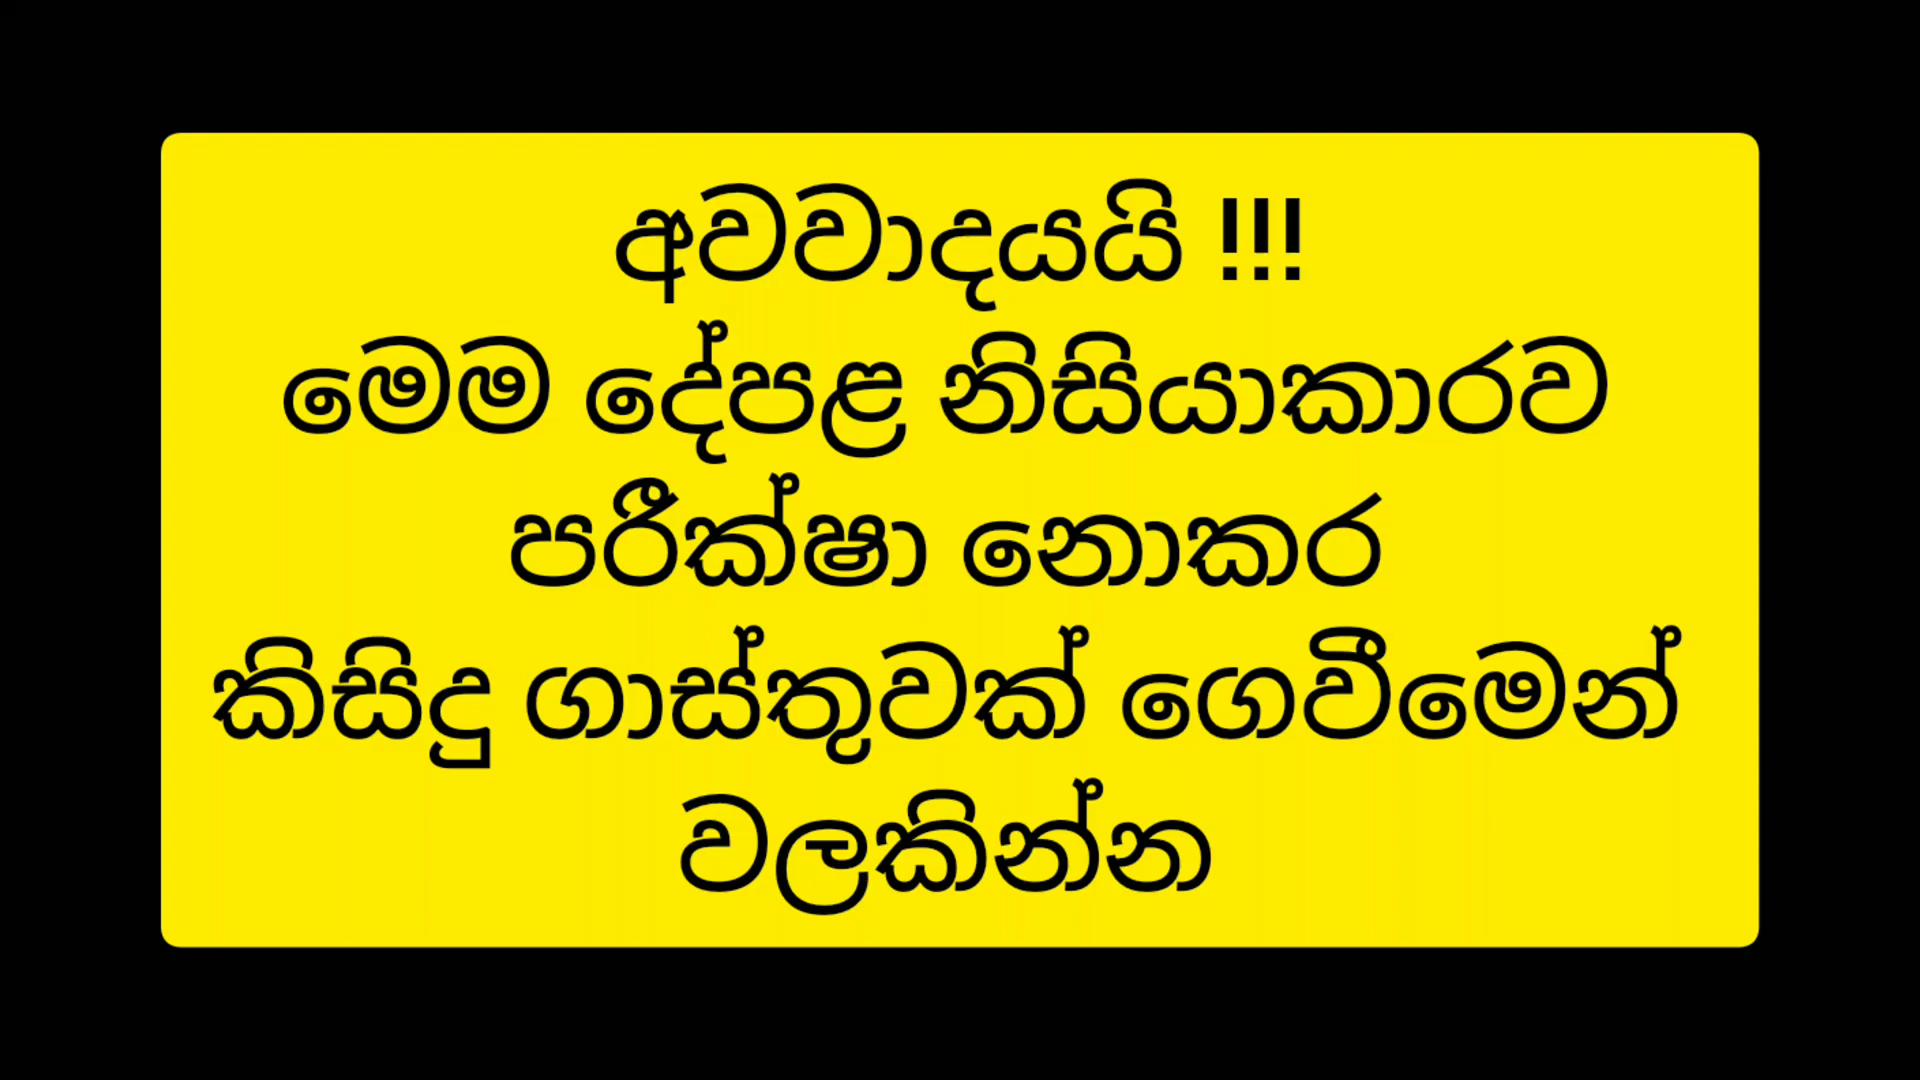 අවවාදයයි !!!
මෙම දේපළ නිසියාකාරව
පරීක්ෂා නොකර
කිසිදු ගාස්තුවක් ගෙවීමෙන්
වලකින්න